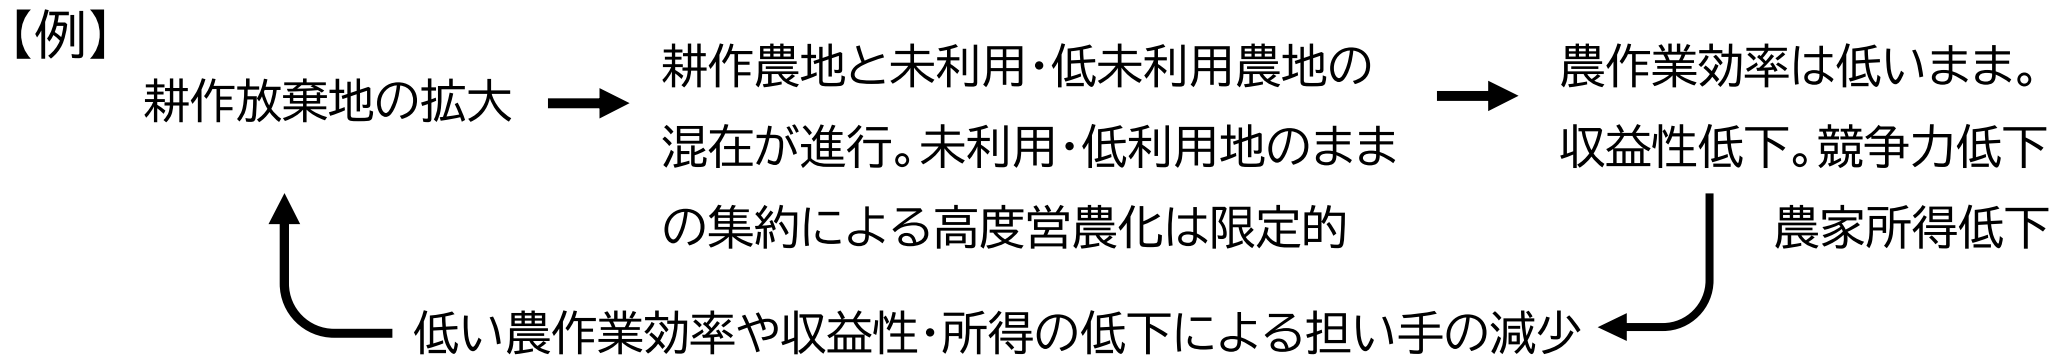 【例】
耕作放棄地の拡大
耕作農地と未利用・低未利用農地の
混在が進行。未利用・低利用地のまま
の集約による高度営農化は限定的
農作業効率は低いまま。
収益性低下。競争力低下
農家所得低下
低い農作業効率や収益性・所得の低下による担い手の減少